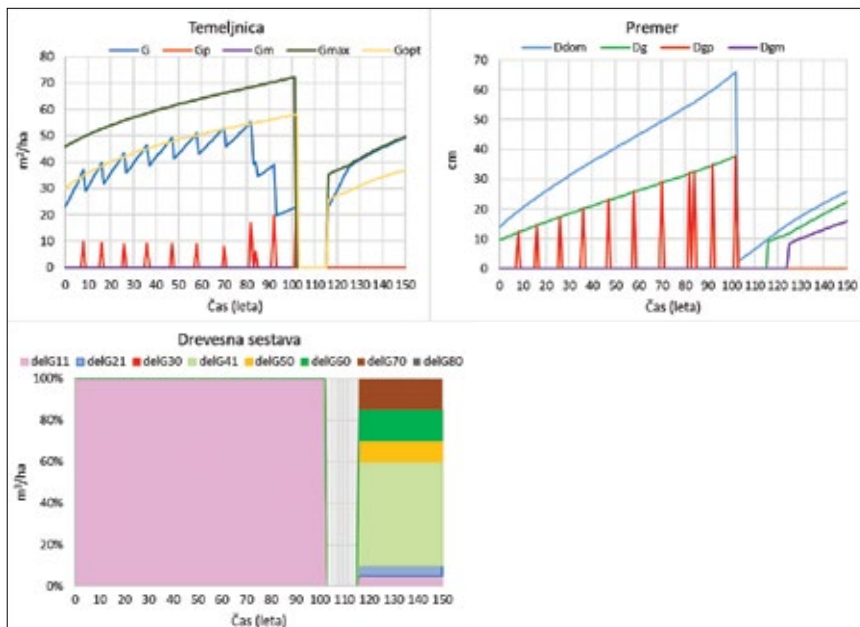 Temeljnica
G Gp Gm Gmax Gopt
80
70
60
50
40
30
20
10
0
m²/ha
0 10 20 30 40 50 60 70 80 90 100 110 120 130 140 150
Čas (leta)
Premer
Ddom Dg Dgp Dgm
70
60
50
40
30
20
10
0
cm
0 10 20 30 40 50 60 70 80 90 100 110 120 130 140 150
Čas (leta)
Drevesna sestava
delG11 delG21 delG30 delG41 delG50 delG60 delG70 delG80
100%
80%
60%
40%
20%
0%
m³/ha
0 10 20 30 40 50 60 70 80 90 100 110 120 130 140 150
Čas (leta)